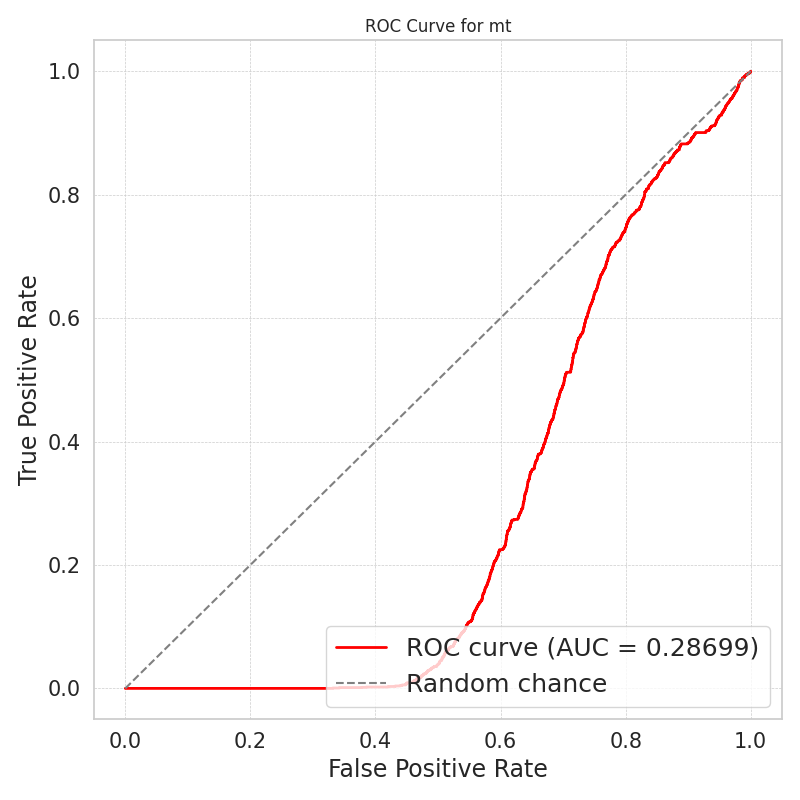 ROC Curve for mt
1.0
0.8
0.6
0.4
0.2
0.0
True Positive Rate
ROC curve (AUC = 0.28699)
Random chance
0.0 0.2 0.4 0.6 0.8 1.0
False Positive Rate